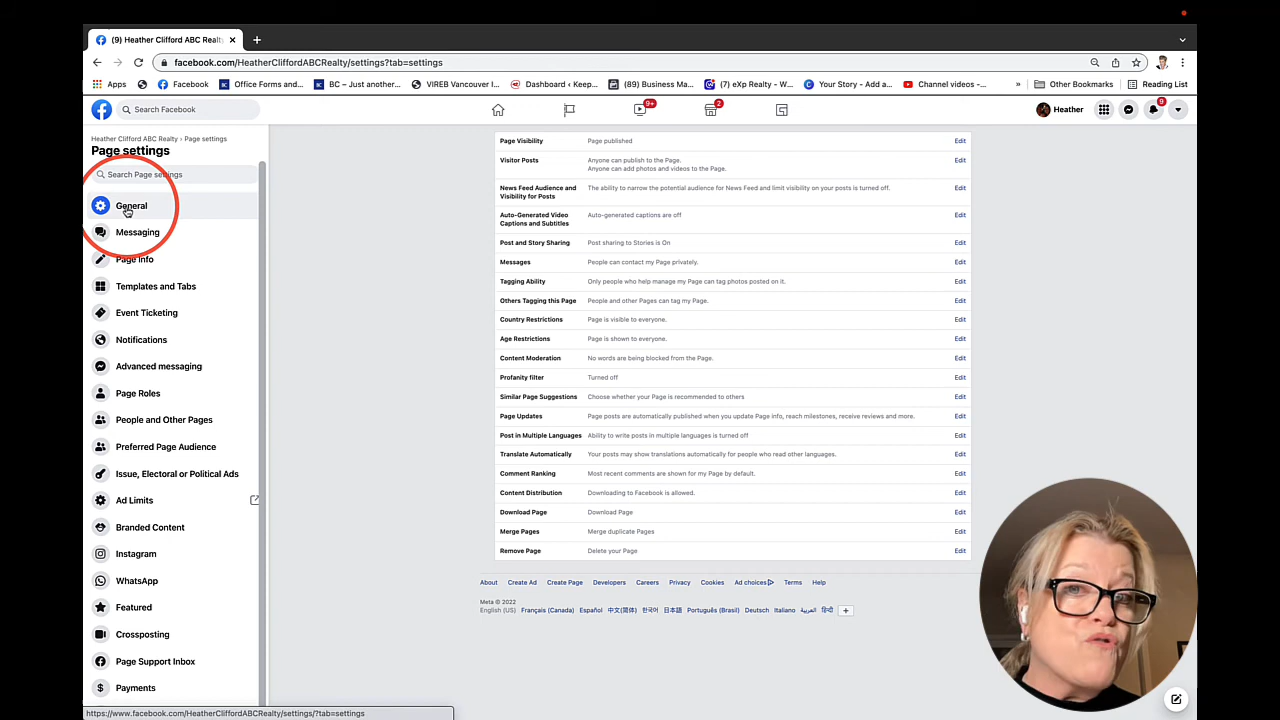 (9) Heather Clifford ABC Realt
facebook.com/HeatherCliffordABCRealty/settings?tab=settings
Apps
Facebook
Office Forms and...
BC – Just another...
VIREB Vancouver I...
Dashboard ‹ Keep...
(89) Business Ma...
(7) eXp Realty - W...
Your Story - Add a...
Channel videos -...
»
Other Bookmarks
Reading List
Search Facebook
9+
2
Heather
9
Heather Clifford ABC Realty › Page settings
Page settings
Search Page settings
General
Messaging
Page Info
Templates and Tabs
Event Ticketing
Notifications
Advanced messaging
Page Roles
People and Other Pages
Preferred Page Audience
Issue, Electoral or Political Ads
Ad Limits
Branded Content
Instagram
WhatsApp
Featured
Crossposting
Page Support Inbox
Payments
Page Visibility Page published Edit
Visitor Posts Anyone can publish to the Page. Edit
Anyone can add photos and videos to the Page.
News Feed Audience and The ability to narrow the potential audience for News Feed and limit visibility on your posts is turned off. Edit
Visibility for Posts
Auto-Generated Video Auto-generated captions are off Edit
Captions and Subtitles
Post and Story Sharing Post sharing to Stories is On Edit
Messages People can contact my Page privately. Edit
Tagging Ability Only people who help manage my Page can tag photos posted on it. Edit
Others Tagging this Page People and other Pages can tag my Page. Edit
Country Restrictions Page is visible to everyone. Edit
Age Restrictions Page is shown to everyone. Edit
Content Moderation No words are being blocked from the Page. Edit
Profanity filter Turned off Edit
Similar Page Suggestions Choose whether your Page is recommended to others Edit
Page Updates Page posts are automatically published when you update Page info, reach milestones, receive reviews and more. Edit
Post in Multiple Languages Ability to write posts in multiple languages is turned off Edit
Translate Automatically Your posts may show translations automatically for people who read other languages. Edit
Comment Ranking Most recent comments are shown for my Page by default. Edit
Content Distribution Downloading to Facebook is allowed. Edit
Download Page Download Page Edit
Merge Pages Merge duplicate Pages Edit
Remove Page Delete your Page Edit
About Create Ad Create Page Developers Careers Privacy Cookies Ad choices Terms Help
Meta © 2022
English (US) Français (Canada) Español 中文(简体) 한국어 日本語 Português (Brasil) Deutsch Italiano العربية हिन्दी +
https://www.facebook.com/HeatherCliffordABCRealty/settings/?tab=settings